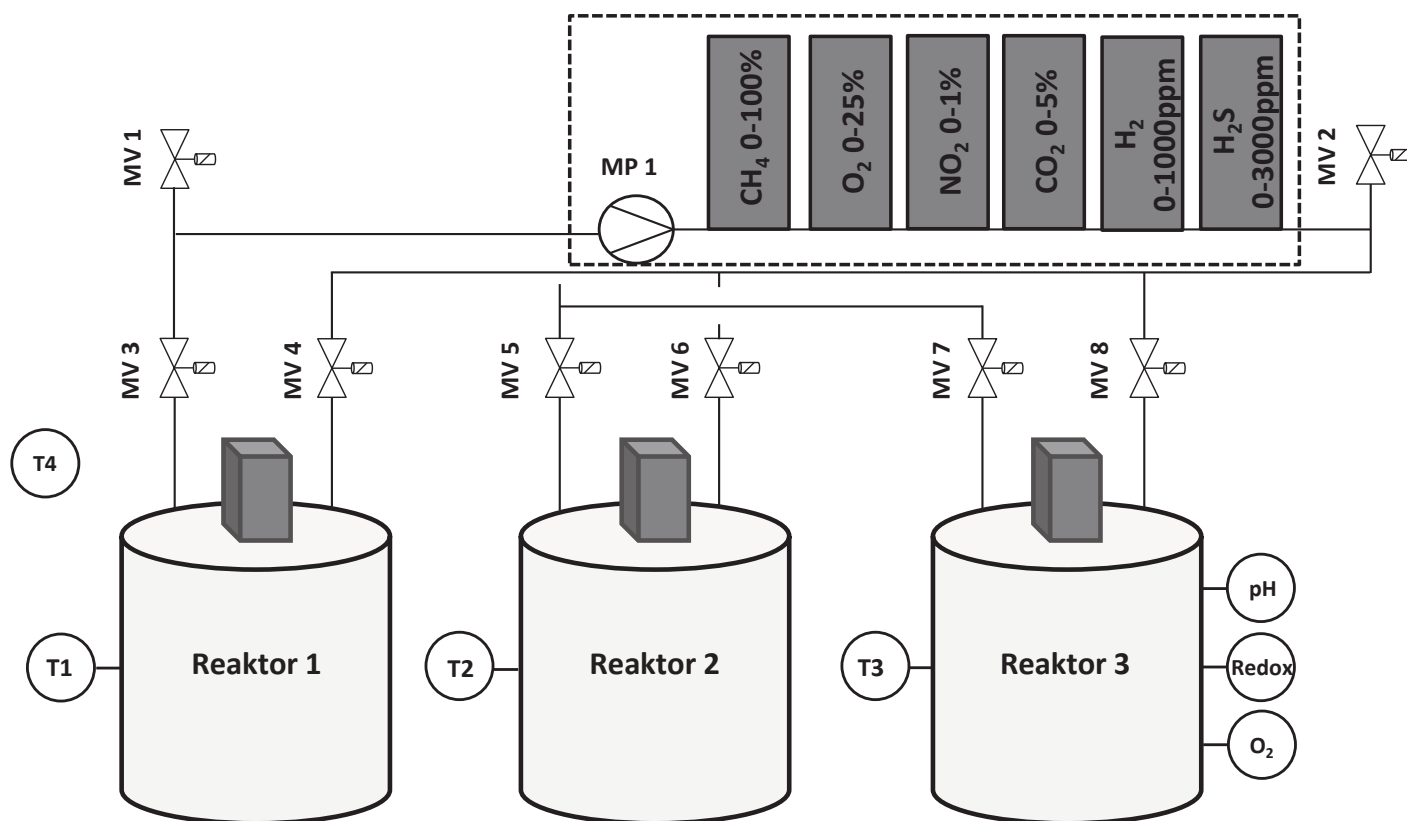 MV 1
MP 1
CH₄ 0-100%
O₂ 0-25%
NO₂ 0-1%
CO₂ 0-5%
H₂
0-1000ppm
H₂S
0-3000ppm
MV 2
MV 3
MV 4
MV 5
MV 6
MV 7
MV 8
T4
T1
Reaktor 1
T2
Reaktor 2
T3
Reaktor 3
pH
Redox
O₂